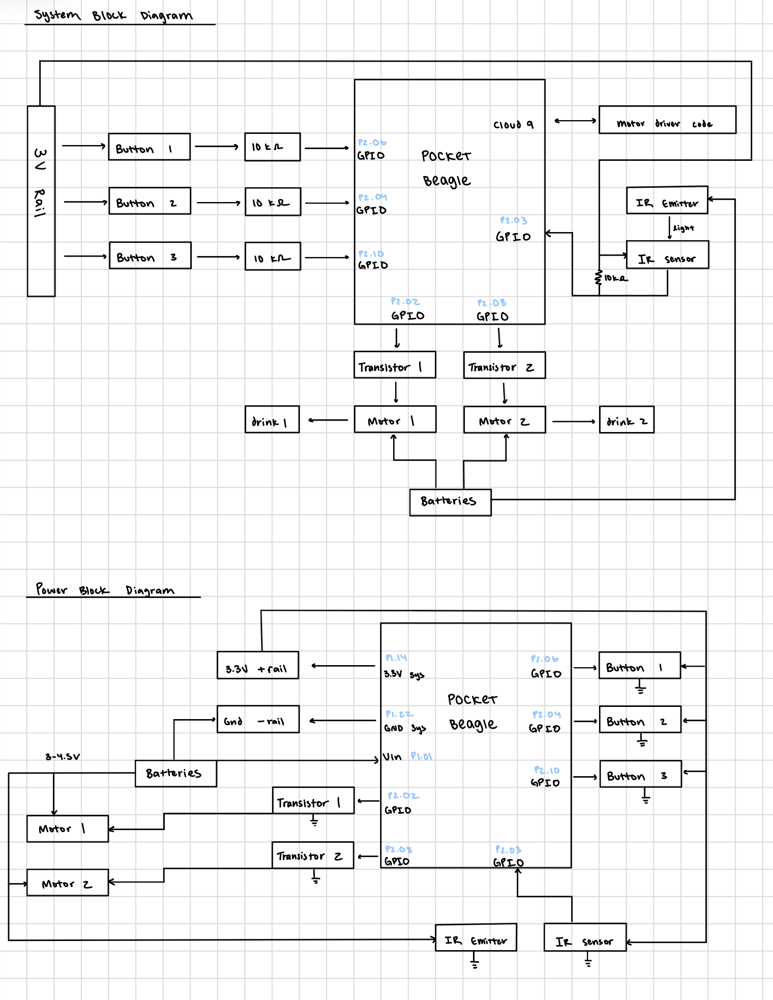 System Block Diagram
3V Rail
Button 1
10 kΩ
P2.06
GPIO
Button 2
10 kΩ
P2.04
GPIO
Button 3
10 kΩ
P2.10
GPIO
Pocket
Beagle
Cloud 9
motor driver code
P2.03
GPIO
IR Emitter
light
IR sensor
10kΩ
P2.02
GPIO
P2.08
GPIO
Transistor 1
Transistor 2
drink 1
Motor 1
Motor 2
drink 2
Batteries
Power Block Diagram
3.3V +rail
P1.14
3.3V sys
P2.06
GPIO
Button 1
Pocket
Beagle
Gnd -rail
P1.22
GND Sys
P2.04
GPIO
Button 2
3-4.5V
Batteries
Vin P1.01
P2.10
GPIO
Button 3
Transistor 1
P2.02
GPIO
Motor 1
Transistor 2
P2.08
GPIO
P2.03
GPIO
Motor 2
IR Emitter
IR sensor